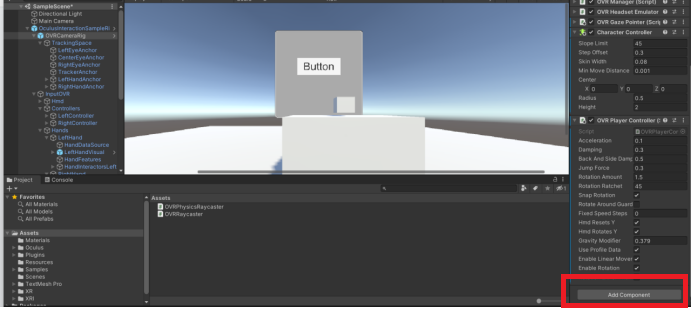 SampleScene*
Directional Light
Main Camera
OculusInteractionSampleRi
OVRCameraRig
TrackingSpace
LeftEyeAnchor
CenterEyeAnchor
RightEyeAnchor
TrackerAnchor
LeftHandAnchor
RightHandAnchor
InputOVR
Hmd
Controllers
LeftController
RightController
Hands
LeftHand
HandDataSource
LeftHandVisual
HandFeatures
HandInteractorsLeft
Button
OVR Manager (Script)
OVR Headset Emulator
OVR Gaze Pointer (Scrip
Character Controller
Slope Limit 45
Step Offset 0.3
Skin Width 0.08
Min Move Distance 0.001
Center
X 0 Y 0 Z 0
Radius 0.5
Height 2
OVR Player Controller (
Script OVRPlayerCor
Acceleration 0.1
Damping 0.3
Back And Side Damp 0.5
Jump Force 0.3
Rotation Amount 1.5
Rotation Ratchet 45
Snap Rotation
Rotate Around Guard
Fixed Speed Steps 0
Hmd Resets Y
Hmd Rotates Y
Gravity Modifier 0.379
Use Profile Data
Enable Linear Mover
Enable Rotation
Add Component
Project Console
Favorites
All Materials
All Models
All Prefabs
Assets
Materials
Oculus
Plugins
Resources
Samples
Scenes
TextMesh Pro
XR
XRI
Packages
Assets
OVRPhysicsRaycaster
OVRRaycaster